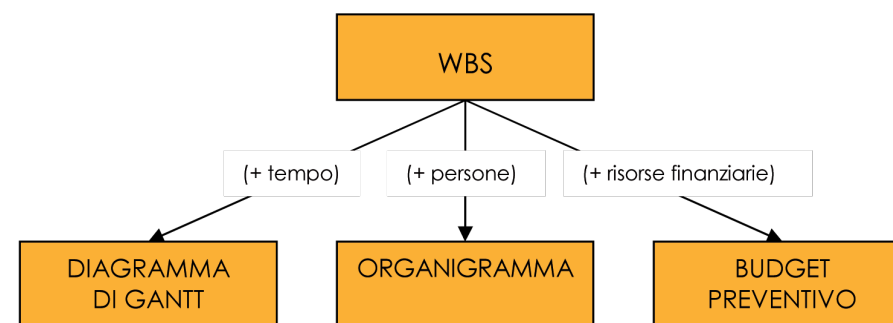 WBS
(+ tempo)
(+ persone)
(+ risorse finanziarie)
DIAGRAMMA
DI GANTT
ORGANIGRAMMA
BUDGET
PREVENTIVO